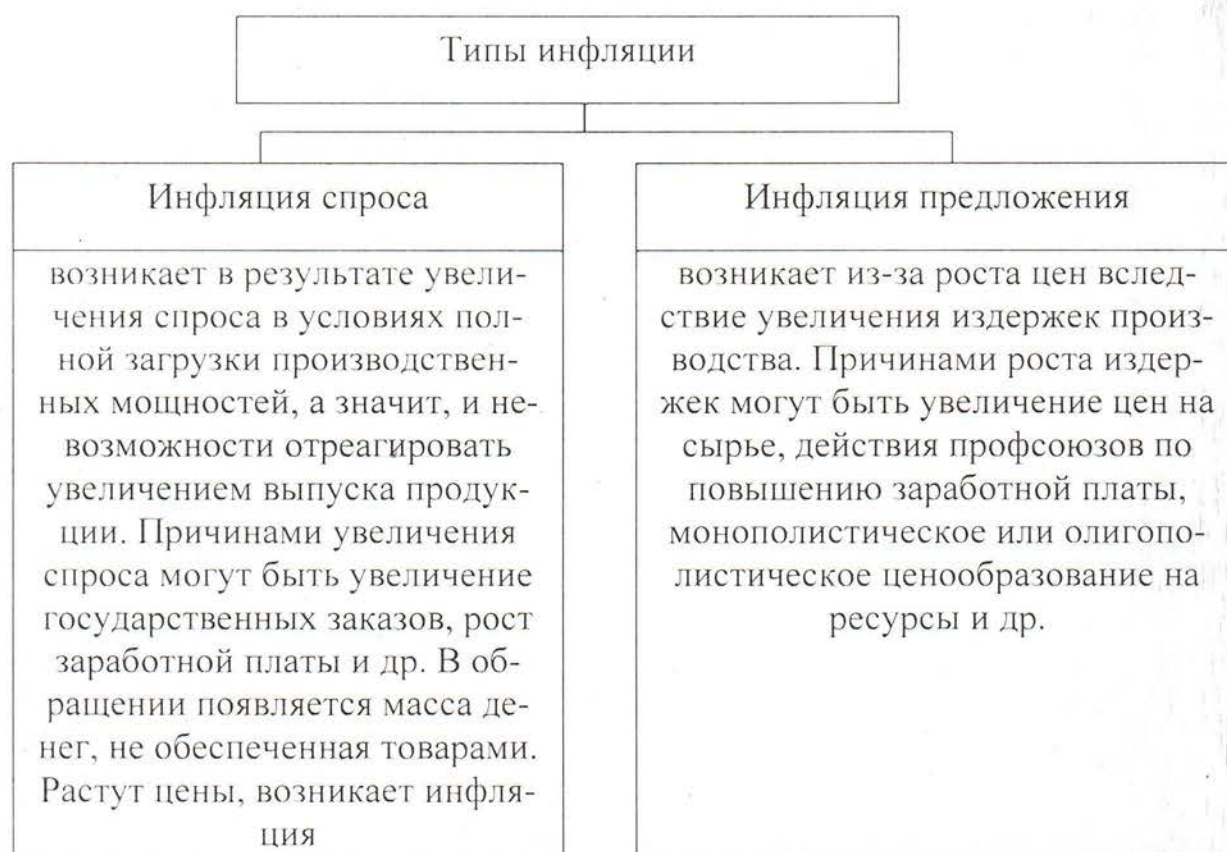 Типы инфляции
Инфляция спроса
возникает в результате увели-
чения спроса в условиях пол-
ной загрузки производствен-
ных мощностей, а значит, и не-
возможности отреагировать
увеличением выпуска продук-
ции. Причинами увеличения
спроса могут быть увеличение
государственных заказов, рост
заработной платы и др. В об-
ращении появляется масса де-
нег, не обеспеченная товарами.
Растут цены, возникает инфля-
ция
Инфляция предложения
возникает из-за роста цен вслед-
ствие увеличения издержек произ-
водства. Причинами роста издер-
жек могут быть увеличение цен на
сырье, действия профсоюзов по
повышению заработной платы,
монополистическое или олигопо-
листическое ценообразование на
ресурсы и др.